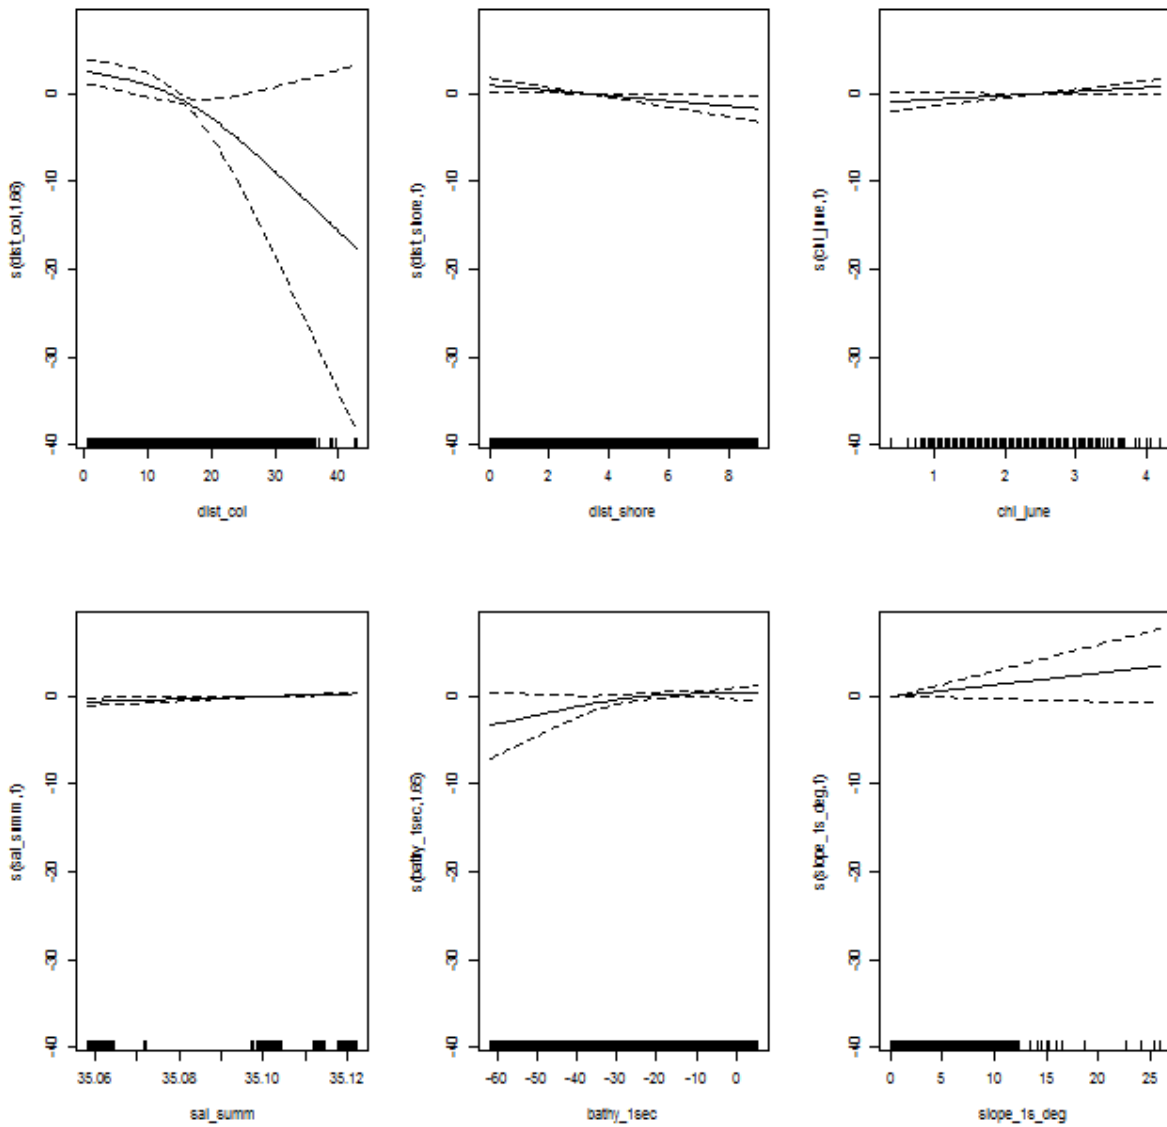 s(dist_col,1.66)
0
-10
-20
-30
-40
0 10 20 30 40
dist_col
s(dist_shore,1)
0
-10
-20
-30
-40
0 2 4 6 8
dist_shore
s(chl_june,1)
0
-10
-20
-30
-40
1 2 3 4
chl_june
s(sal_summ,1)
0
-10
-20
-30
-40
35.06 35.08 35.10 35.12
sal_summ
s(bathy_1sec,1.65)
0
-10
-20
-30
-40
-60 -50 -40 -30 -20 -10 0
bathy_1sec
s(slope_1s_deg,1)
0
-10
-20
-30
-40
0 5 10 15 20 25
slope_1s_deg